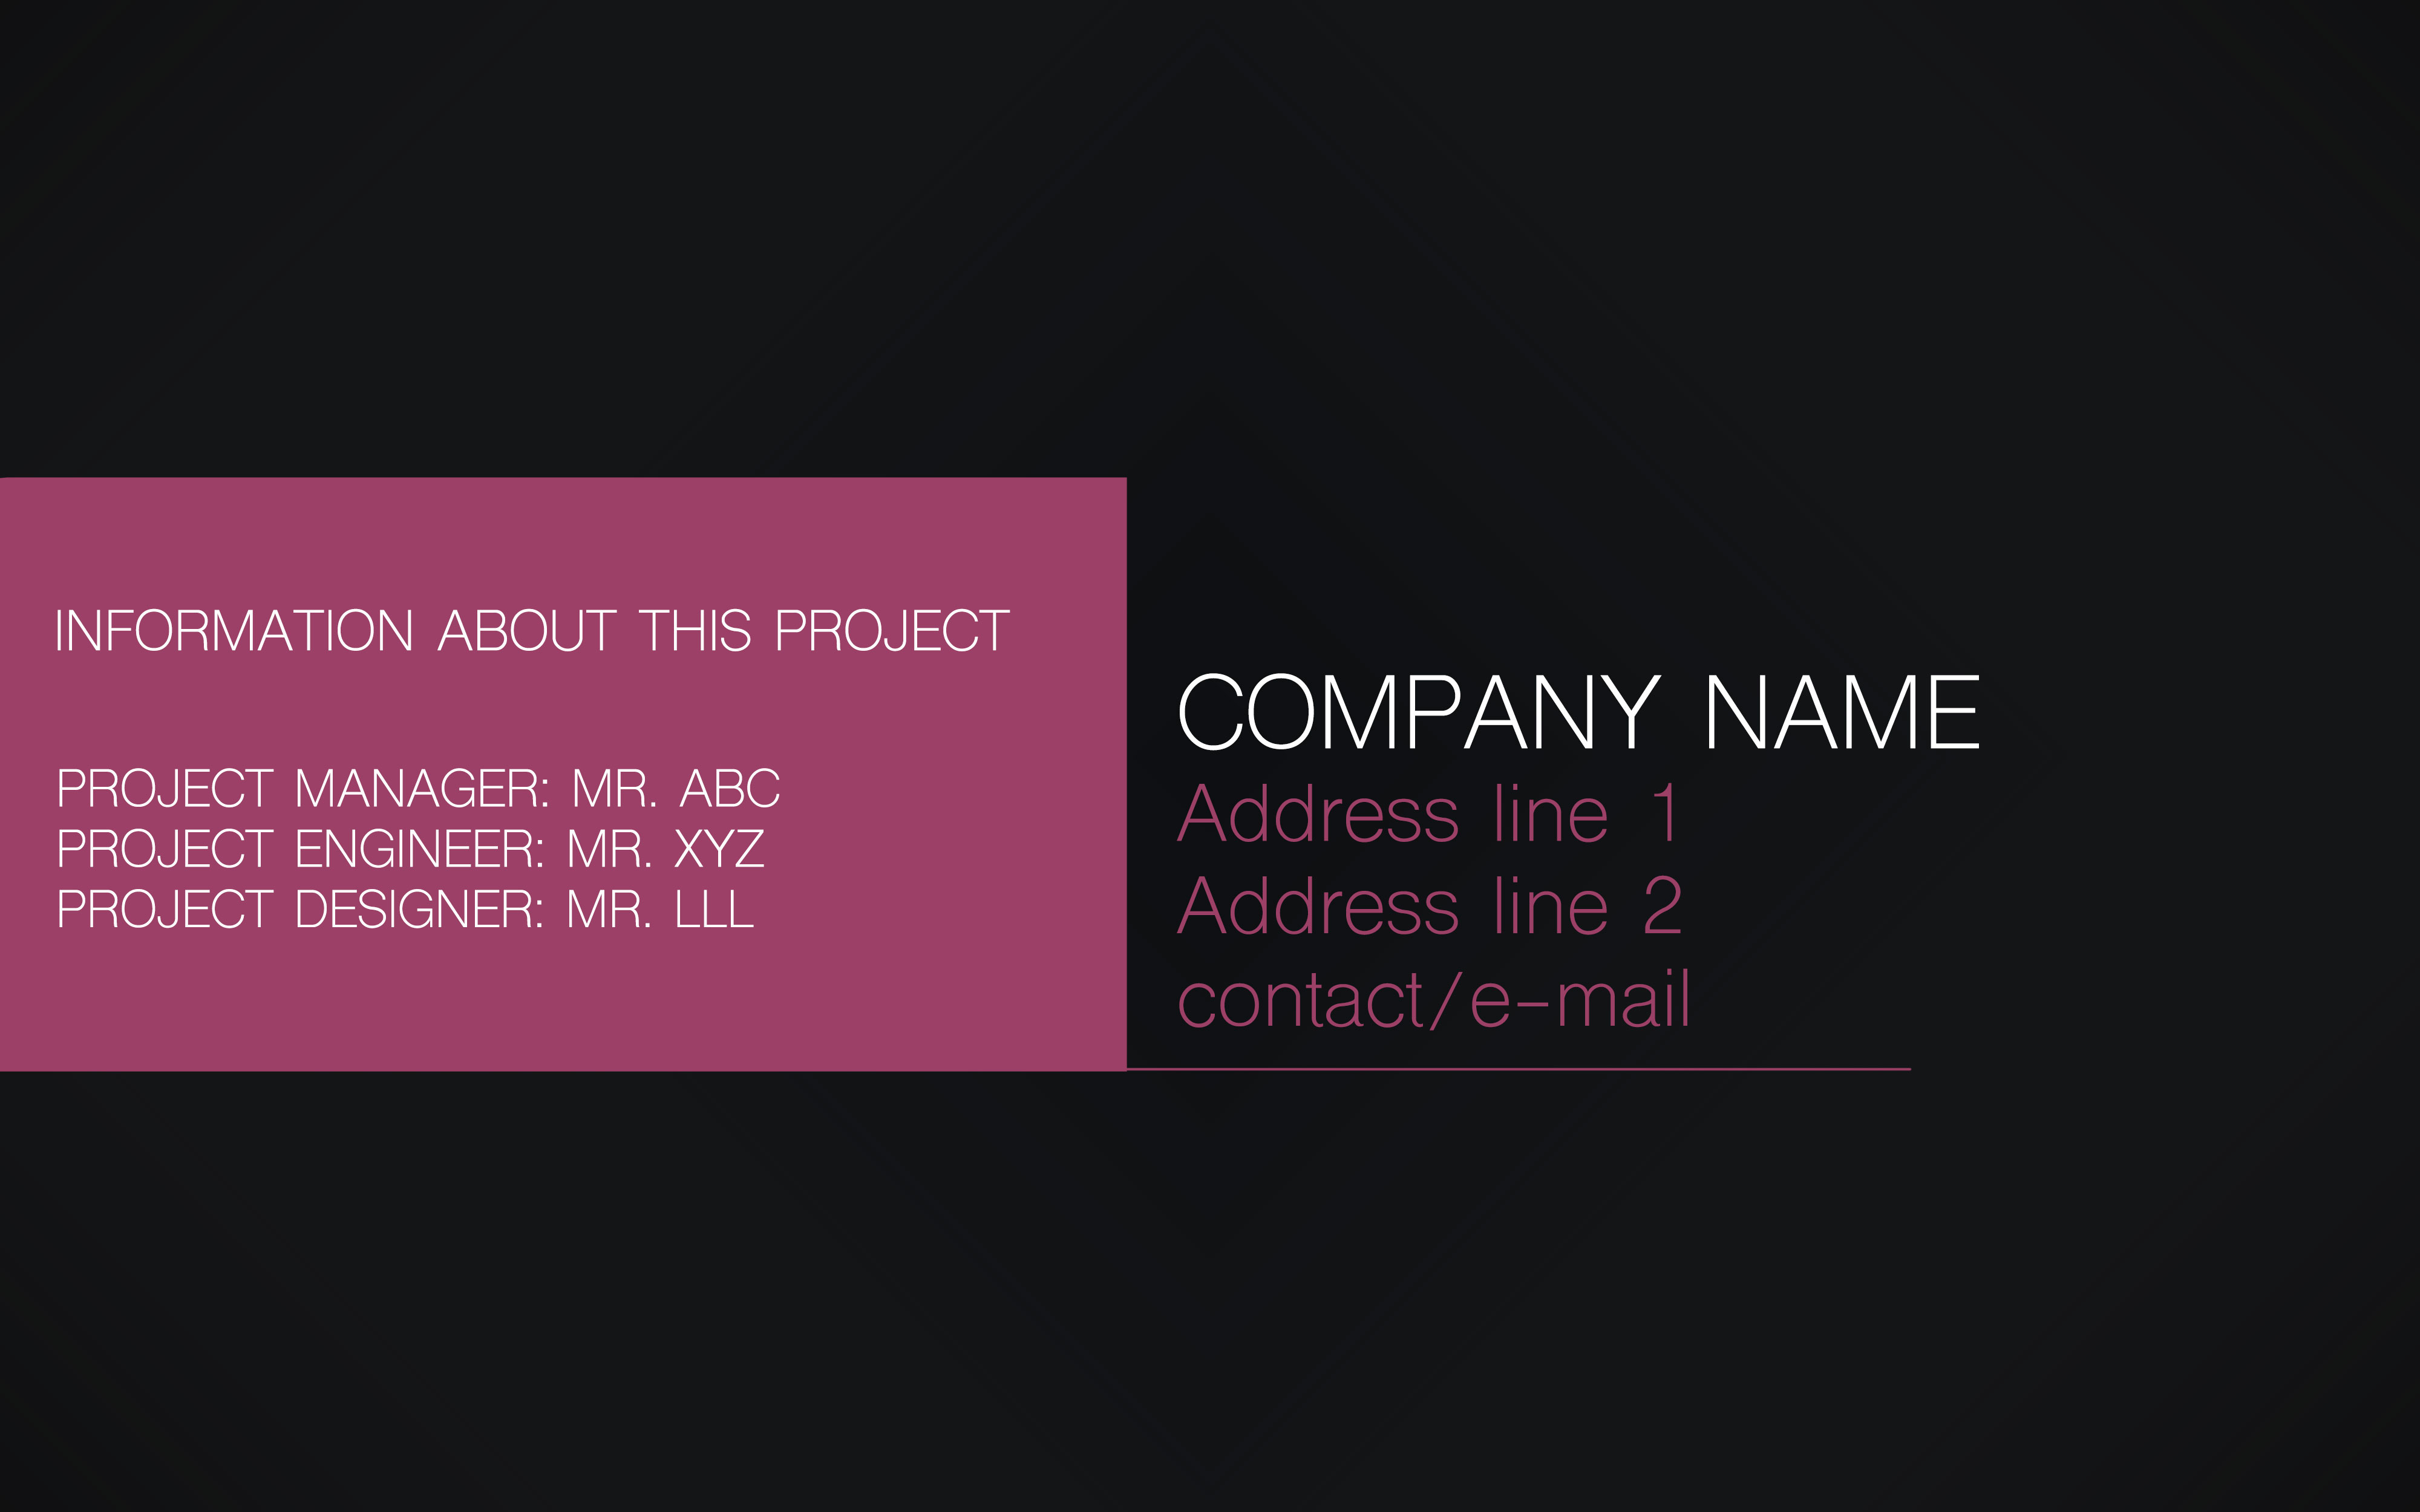 INFORMATION ABOUT THIS PROJECT
PROJECT MANAGER: MR. ABC
PROJECT ENGINEER: MR. XYZ
PROJECT DESIGNER: MR. LLL
COMPANY NAME
Address line 1
Address line 2
contact/e-mail